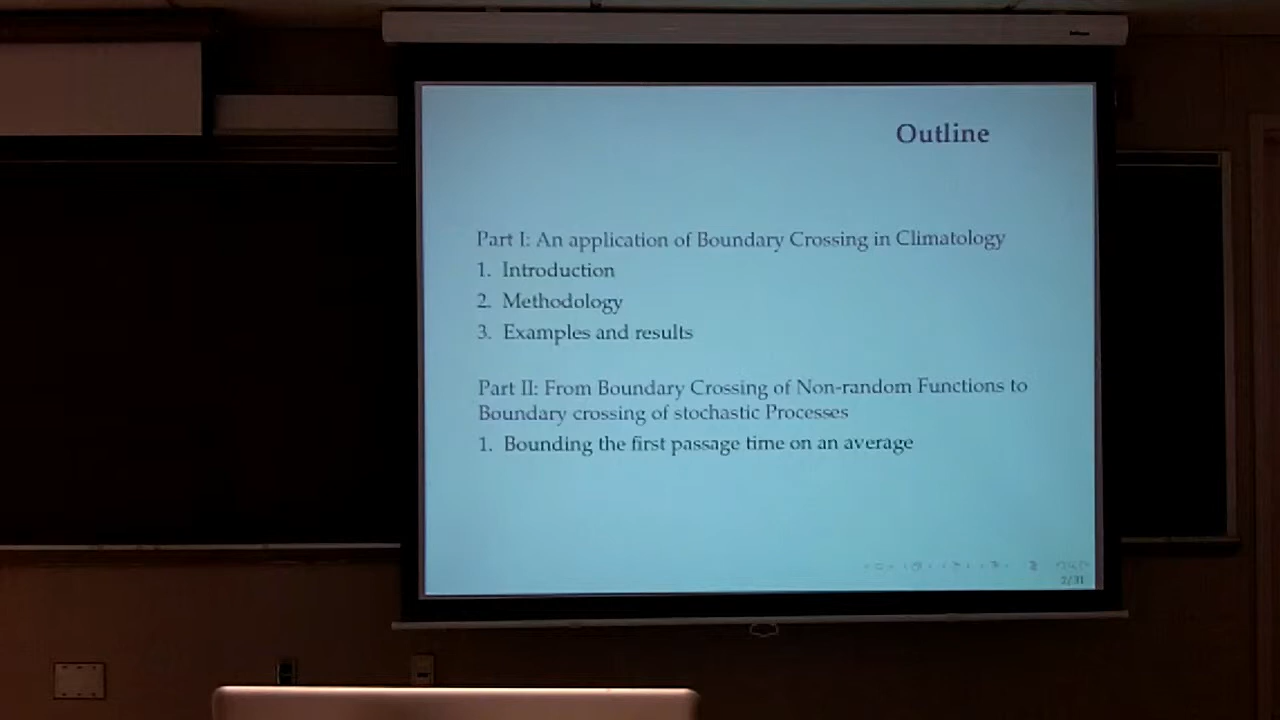 Outline
Part I: An application of Boundary Crossing in Climatology
1. Introduction
2. Methodology
3. Examples and results
Part II: From Boundary Crossing of Non-random Functions to
Boundary crossing of stochastic Processes
1. Bounding the first passage time on an average
2/31